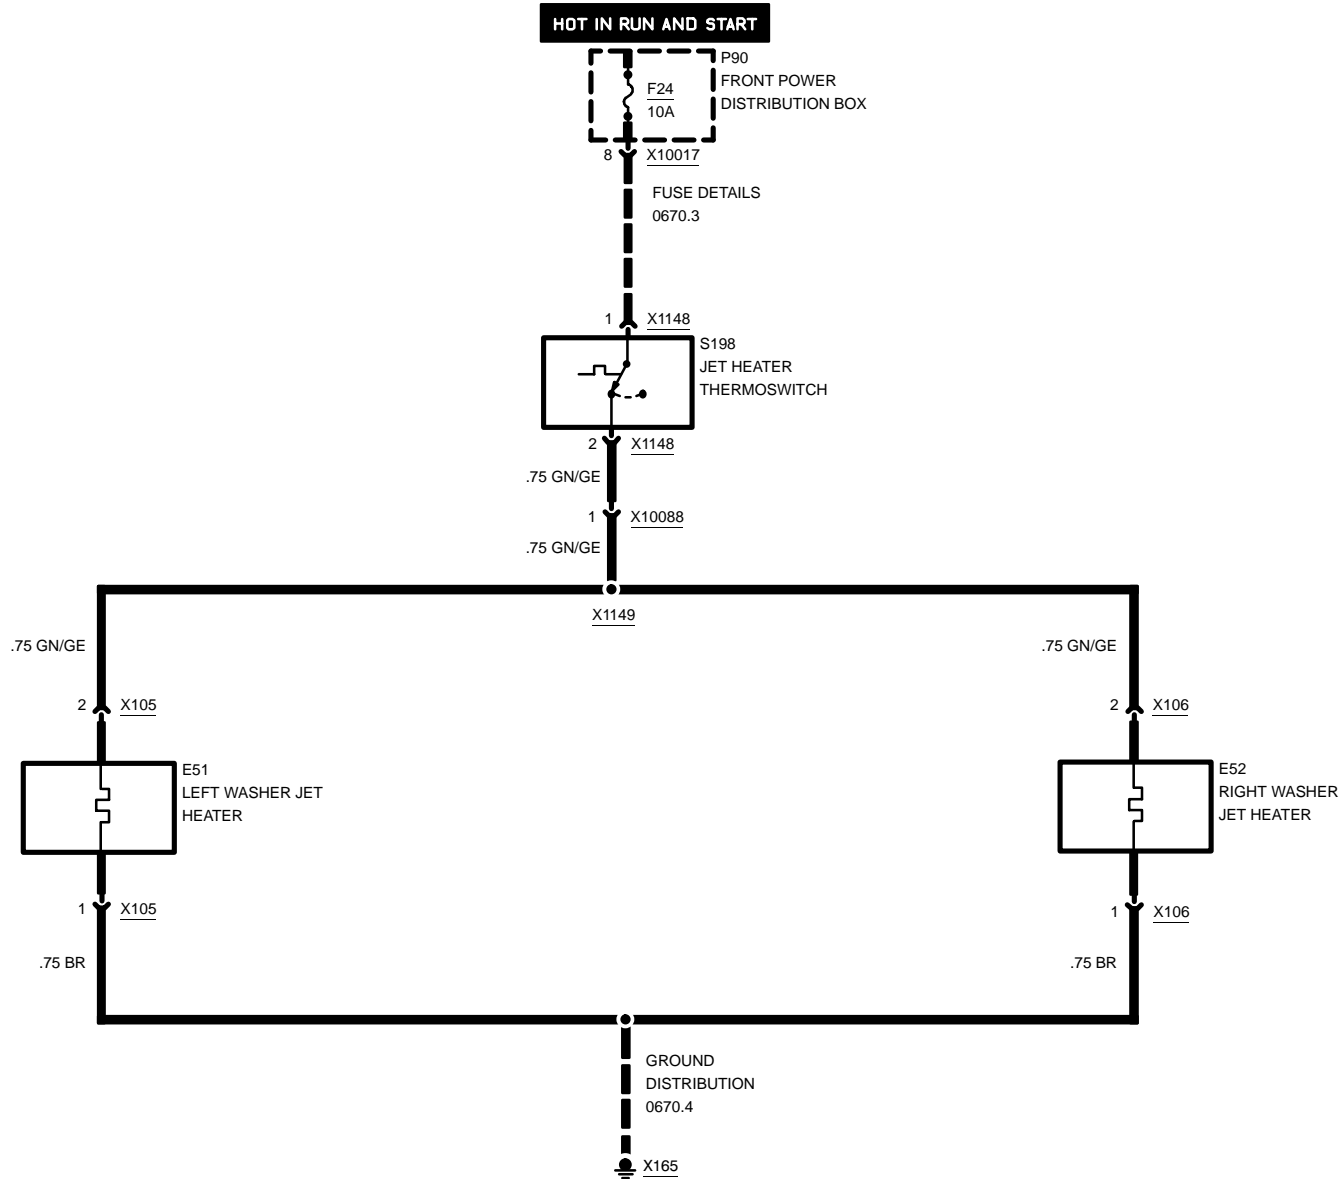 HOT IN RUN AND START
P90
FRONT POWER
DISTRIBUTION BOX
F24
10A
8 X10017
FUSE DETAILS
0670.3
1 X1148
S198
JET HEATER
THERMOSWITCH
2 X1148
.75 GN/GE
1 X10088
.75 GN/GE
X1149
.75 GN/GE
.75 GN/GE
2 X105
2 X106
E51
LEFT WASHER JET
HEATER
E52
RIGHT WASHER
JET HEATER
1 X105
1 X106
.75 BR
.75 BR
GROUND
DISTRIBUTION
0670.4
X165